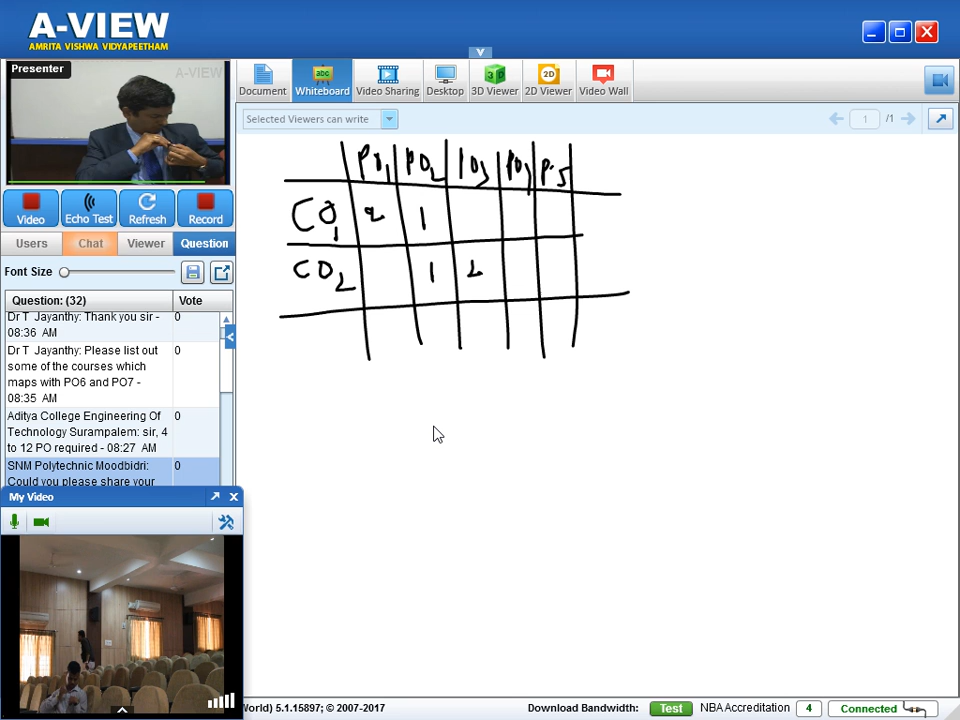 A-VIEW
AMRITA VISHWA VIDYAPEETHAM
Presenter
A-VIEW
Document
Whiteboard
Video Sharing
Desktop
3D Viewer
2D Viewer
Video Wall
Selected Viewers can write
1 /1
Video
Echo Test
Refresh
Record
Users
Chat
Viewer
Question
Font Size
Question: (32) Vote
Dr T Jayanthy: Thank you sir - 0
08:36 AM
Dr T Jayanthy: Please list out 0
some of the courses which
maps with PO6 and PO7 -
08:35 AM
Aditya College Engineering Of 0
Technology Surampalem: sir, 4
to 12 PO required - 08:27 AM
SNM Polytechnic Moodbidri: 0
Could you please share your
My Video
PO1 PO2 PO3
CO1 2 1
CO2 1 2
World) 5.1.15897; © 2007-2017
Download Bandwidth: Test NBA Accreditation 4 Connected